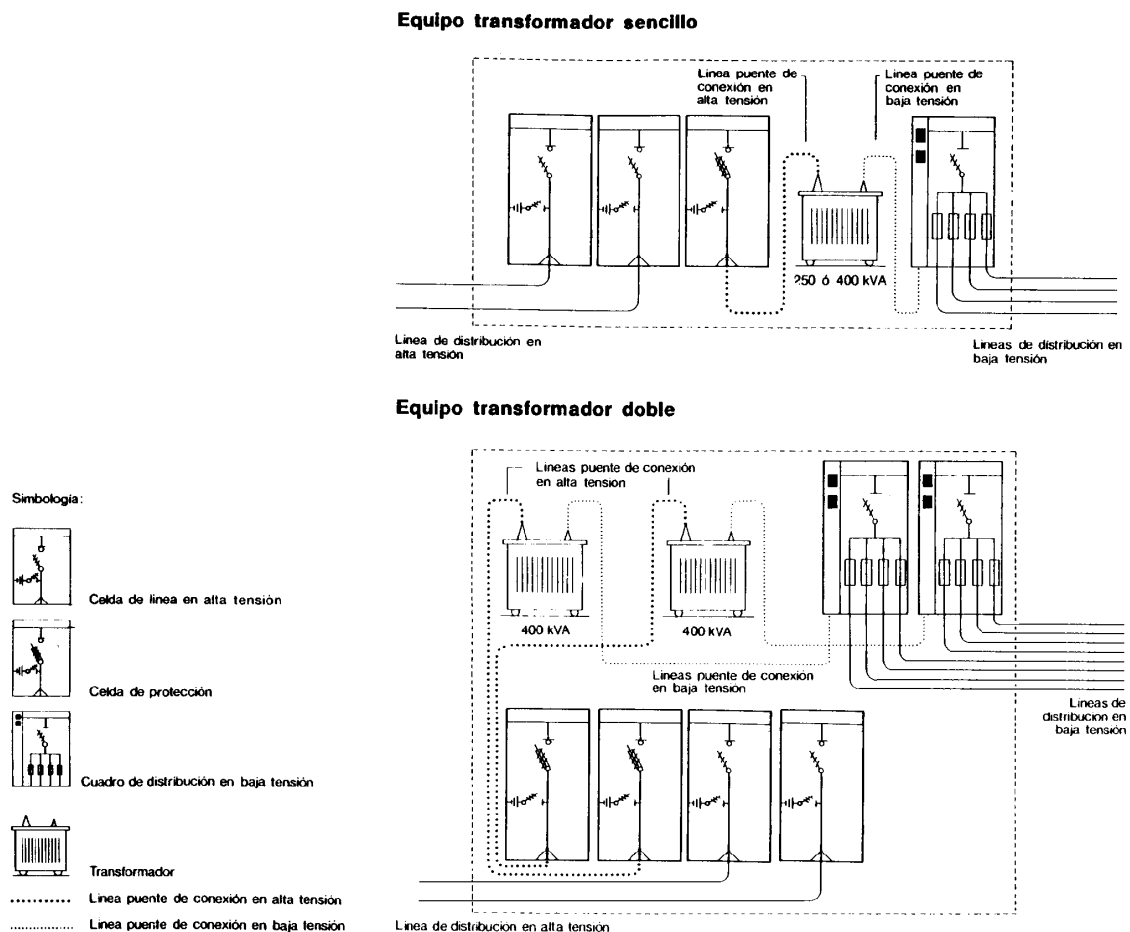 Equipo transformador sencillo
Linea puente de
conexión en
alta tensión
Linea puente de
conexión en
baja tensión
250 ó 400 kVA
Linea de distribución en
alta tensión
Lineas de distribución en
baja tensión
Equipo transformador doble
Lineas puente de conexión
en alta tension
400 kVA
400 kVA
Lineas puente de conexión
en baja tensión
Lineas de
distribucion en
baja tensión
Linea de distribución en alta tensión
Simbología:
Celda de linea en alta tensión
Celda de protección
Cuadro de distribución en baja tensión
Transformador
Linea puente de conexión en alta tensión
Linea puente de conexión en baja tensión